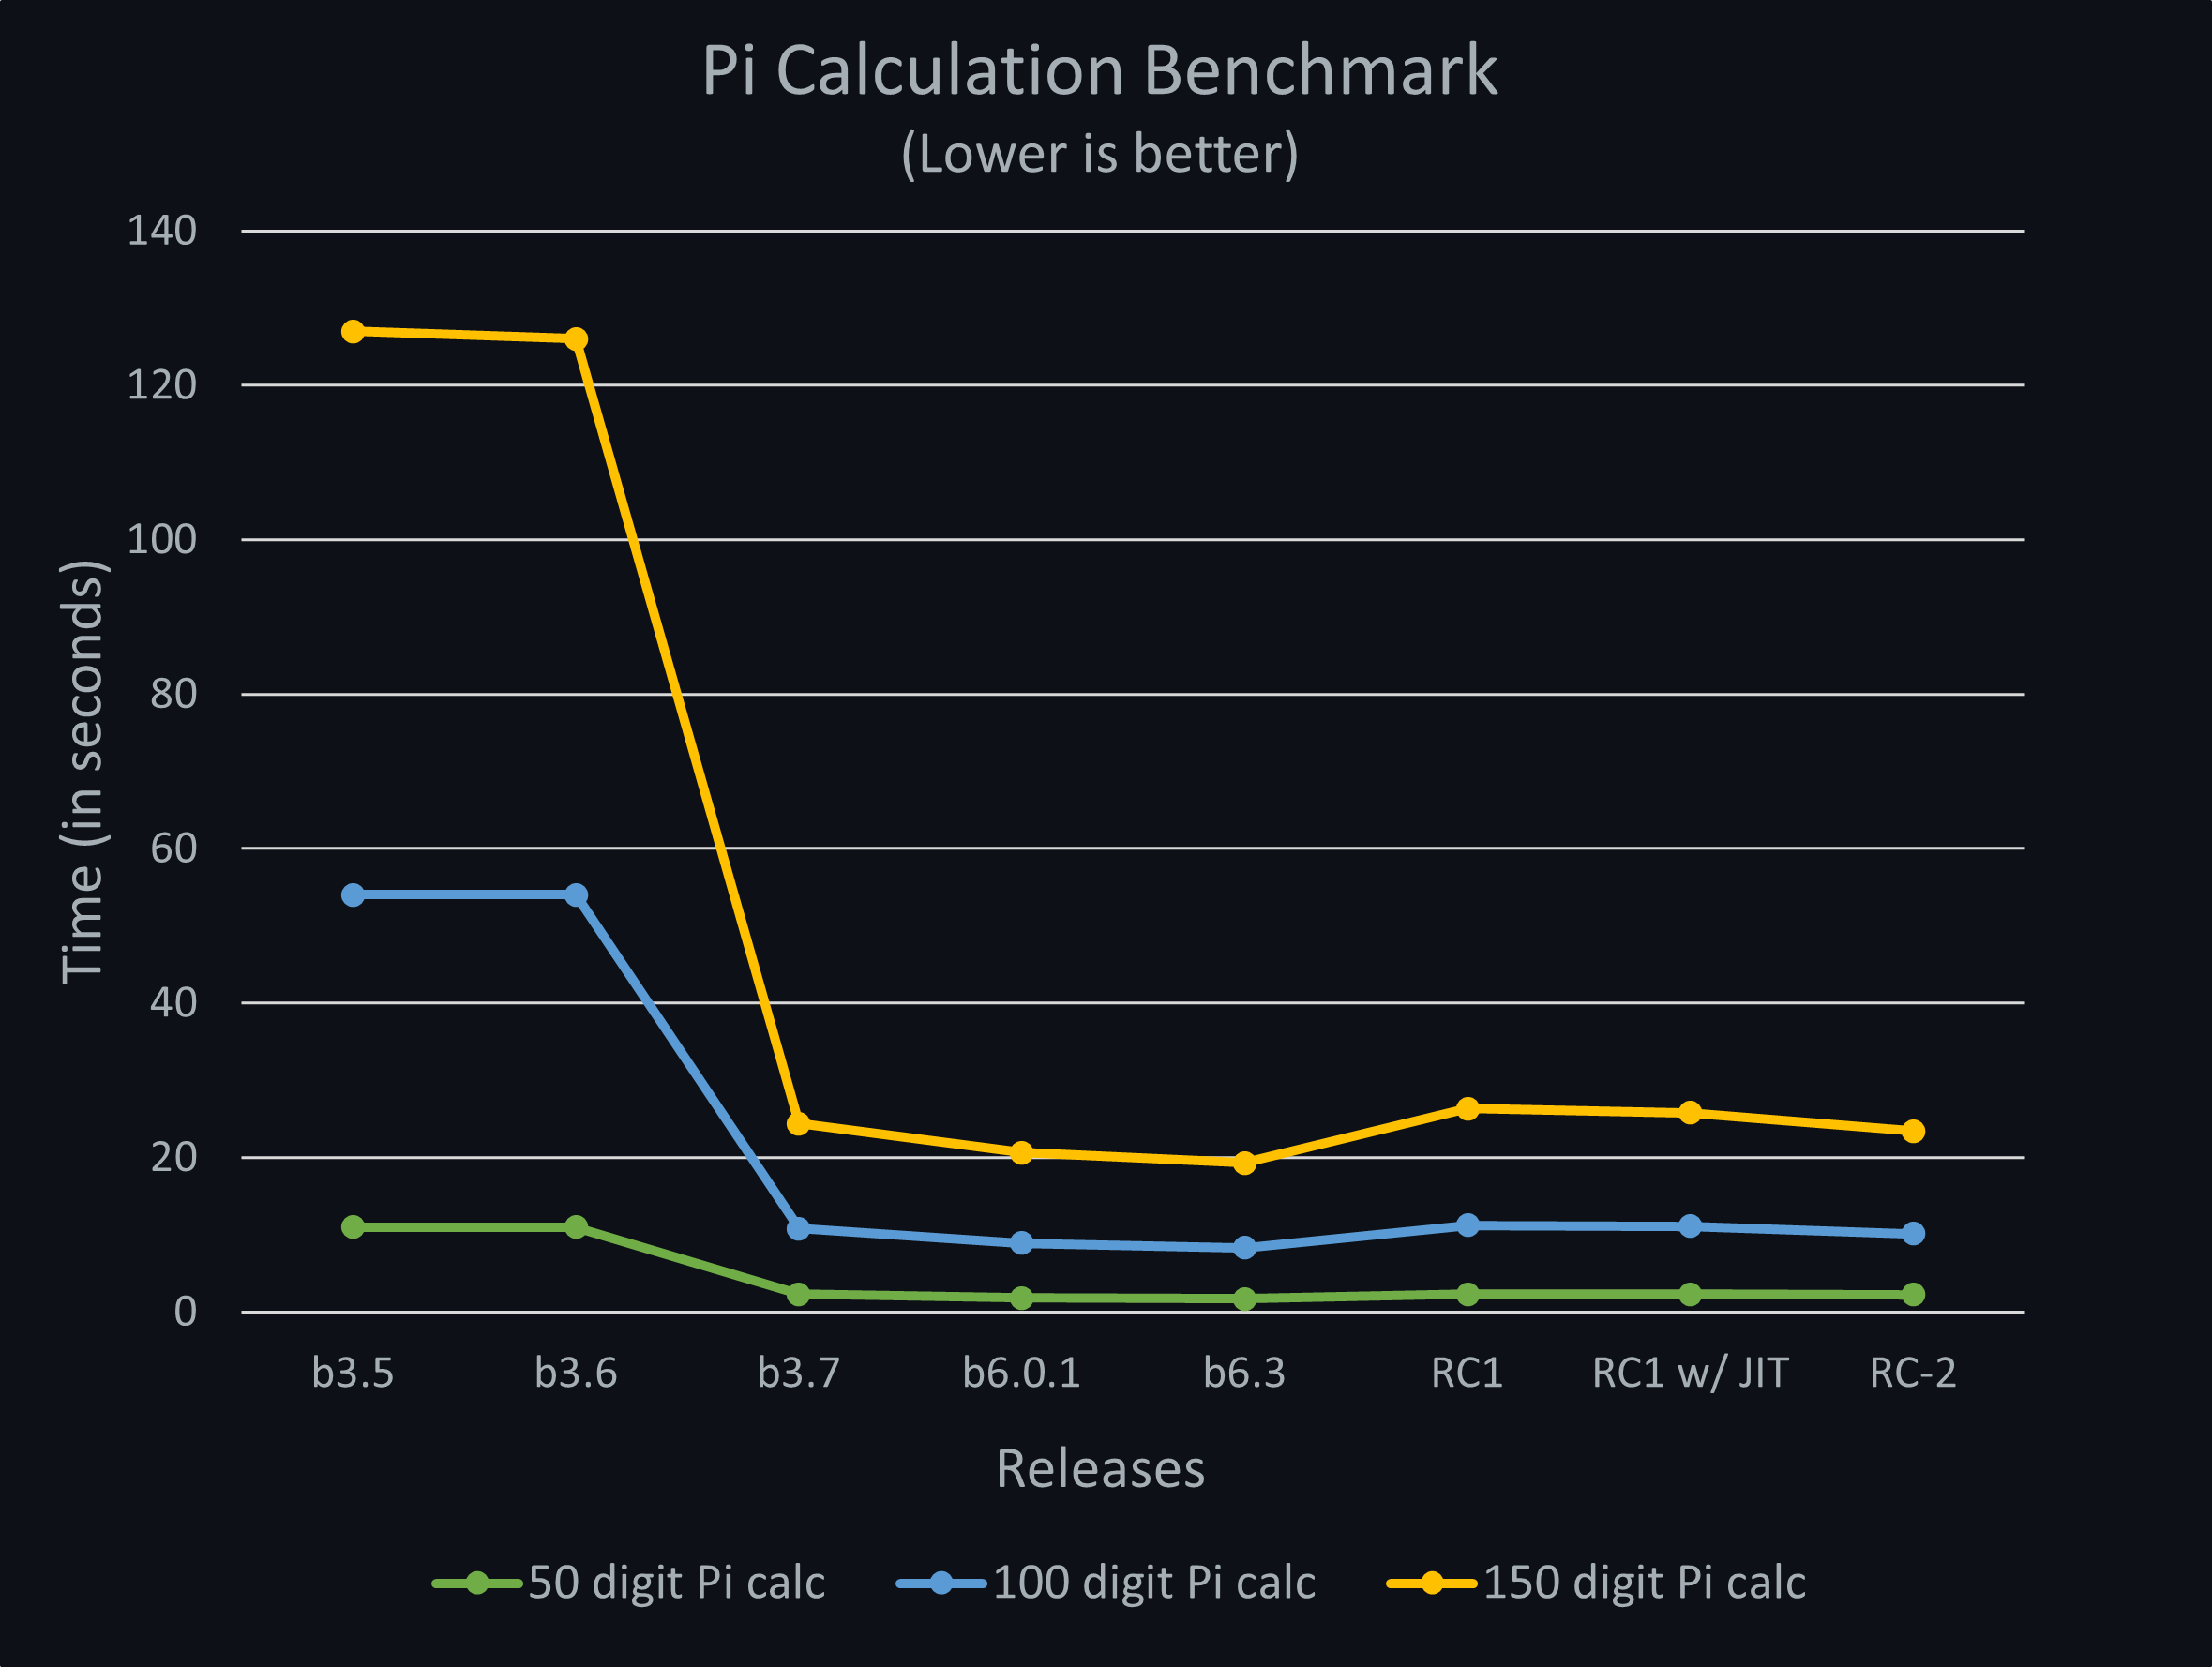 Pi Calculation Benchmark
(Lower is better)
140
120
100
80
60
40
20
0
Time (in seconds)
b3.5 b3.6 b3.7 b6.0.1 b6.3 RC1 RC1 w/ JIT RC-2
Releases
50 digit Pi calc 100 digit Pi calc 150 digit Pi calc